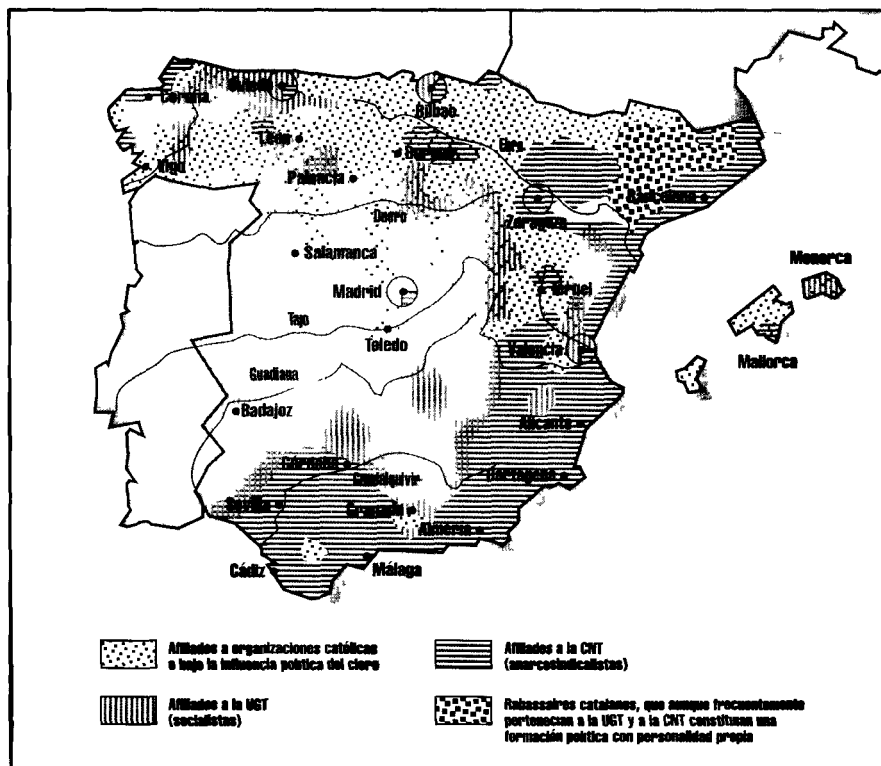 Coruña
Oviedo
Bilbao
León
Burgos
Ebro
Vigo
Palencia
Barcelona
Duero
Zaragoza
Salamanca
Menorca
Madrid
Teruel
Tajo
Toledo
Valencia
Mallorca
Guadiana
Badajoz
Alicante
Córdoba
Guadalquivir
Cartagena
Sevilla
Granada
Almería
Cádiz
Málaga
Afiliados a organizaciones católicas
o bajo la influencia política del clero
Afiliados a la UGT
(socialistas)
Afiliados a la CNT
(anarcosindicalistas)
Rabassaires catalanes, que aunque frecuentemente
pertenecían a la UGT y a la CNT constituían una
formación política con personalidad propia